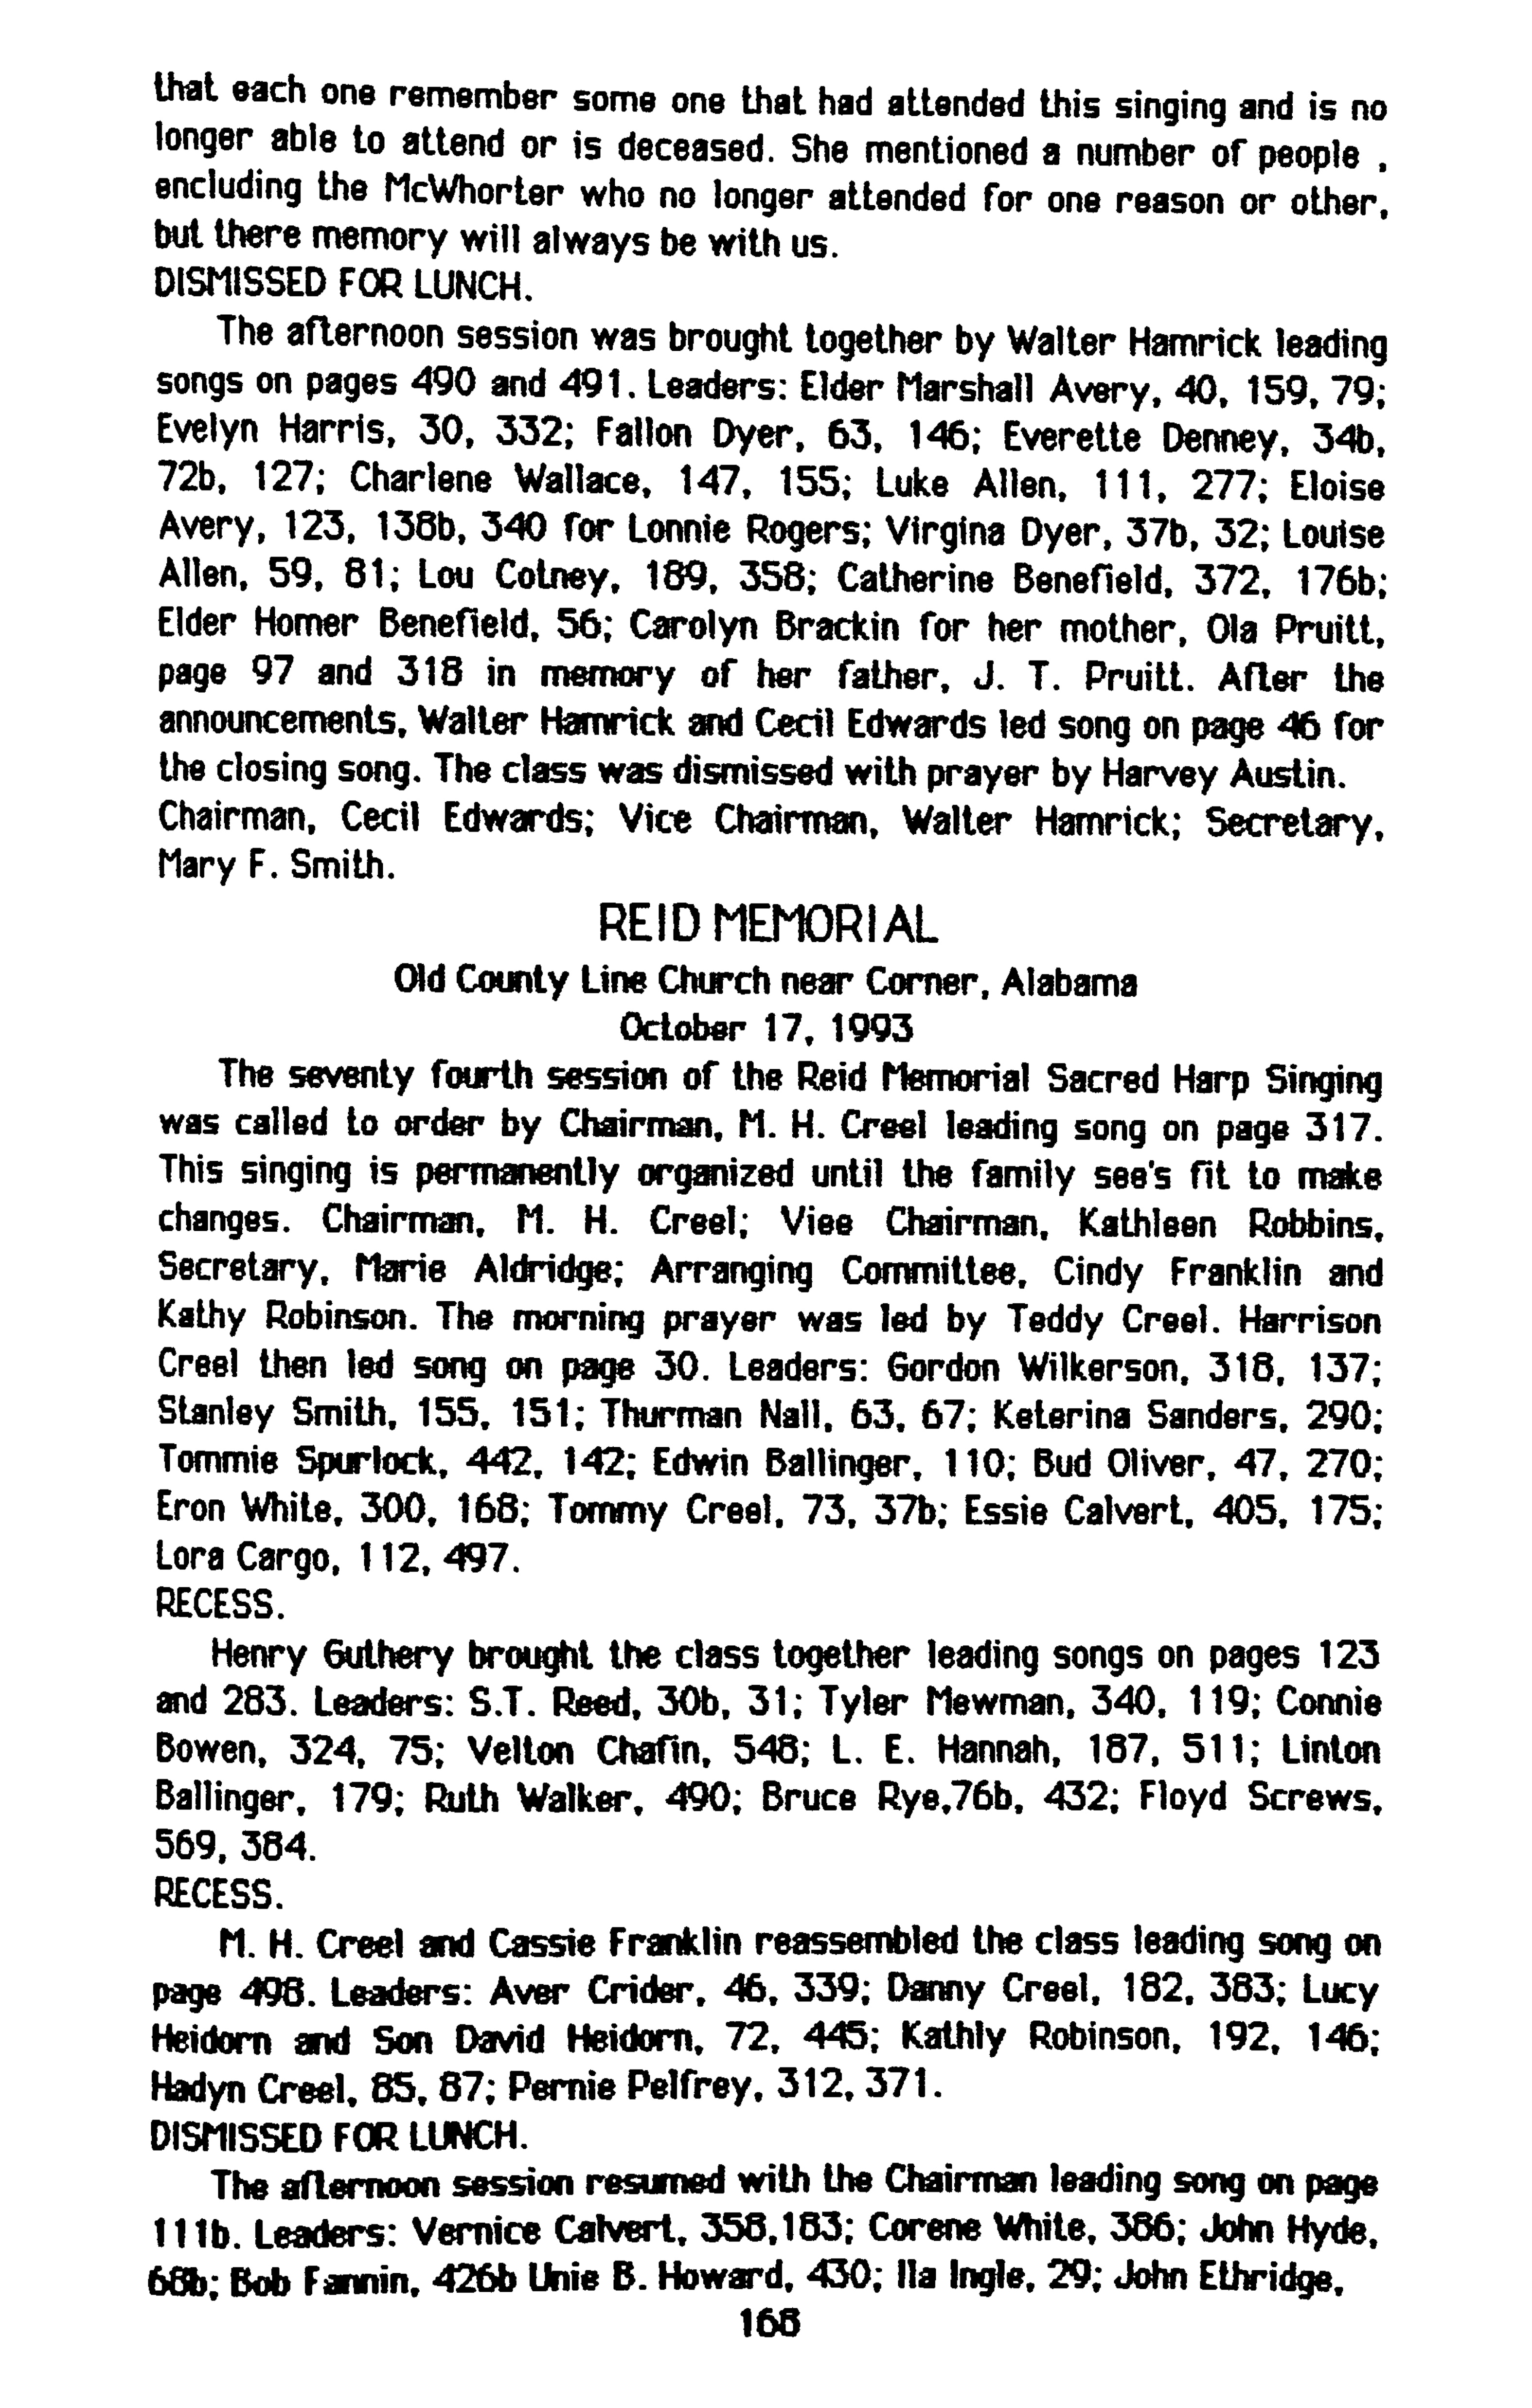 that each one remember some one that had attended this singing and is no
longer able to attend or is deceased. She mentioned a number of people ,
encluding the McWhorter who no longer attended for one reason or other,
but there memory will always be with us.
DISMISSED FOR LUNCH.
The afternoon session was brought together by Walter Hamrick leading
songs on pages 490 and 491. Leaders: Elder Marshall Avery, 40, 159, 79;
Evelyn Harris, 30, 332; Fallon Dyer, 63, 146; Everette Denney, 34b,
72b, 127; Charlene Wallace, 147, 155; Luke Allen, 111, 277; Eloise
Avery, 123, 138b, 340 for Lonnie Rogers; Virgina Dyer, 37b, 32; Louise
Allen, 59, 81; Lou Cotney, 189, 358; Catherine Benefield, 372, 176b;
Elder Homer Benefield, 56; Carolyn Brackin for her mother, Ola Pruitt,
page 97 and 318 in memory of her father, J. T. Pruitt. After the
announcements, Walter Hamrick and Cecil Edwards led song on page 46 for
the closing song. The class was dismissed with prayer by Harvey Austin.
Chairman, Cecil Edwards; Vice Chairman, Walter Hamrick; Secretary,
Mary F. Smith.
REID MEMORIAL
Old County Line Church near Corner, Alabama
October 17, 1993
The seventy fourth session of the Reid Memorial Sacred Harp Singing
was called to order by Chairman, M. H. Creel leading song on page 317.
This singing is permanently organized until the family see's fit to make
changes. Chairman, M. H. Creel; Viee Chairman, Kathleen Robbins,
Secretary, Marie Aldridge; Arranging Committee, Cindy Franklin and
Kathy Robinson. The morning prayer was led by Teddy Creel. Harrison
Creel then led song on page 30. Leaders: Gordon Wilkerson, 318, 137;
Stanley Smith, 155, 151; Thurman Nall, 63, 67; Keterina Sanders, 290;
Tommie Spurlock, 442, 142; Edwin Ballinger, 110; Bud Oliver, 47, 270;
Eron White, 300, 168; Tommy Creel, 73, 37b; Essie Calvert, 405, 175;
Lora Cargo, 112, 497.
RECESS.
Henry Guthery brought the class together leading songs on pages 123
and 283. Leaders: S.T. Reed, 30b, 31; Tyler Mewman, 340, 119; Connie
Bowen, 324, 75; Velton Chafin, 548; L. E. Hannah, 187, 511; Linton
Ballinger, 179; Ruth Walker, 490; Bruce Rye,76b, 432; Floyd Screws,
569, 384.
RECESS.
M. H. Creel and Cassie Franklin reassembled the class leading song on
page 498. Leaders: Aver Crider, 46, 339; Danny Creel, 182, 383; Lucy
Heidorn and Son David Heidorn, 72, 445; Kathly Robinson, 192, 146;
Hadyn Creel, 85, 87; Pernie Pelfrey, 312, 371.
DISMISSED FOR LUNCH.
The afternoon session resumed with the Chairman leading song on page
111b. Leaders: Vernice Calvert, 358,183; Corene White, 386; John Hyde,
68b; Bob Fannin, 426b Unie B. Howard, 430; Ila Ingle, 29; John Ethridge,
168